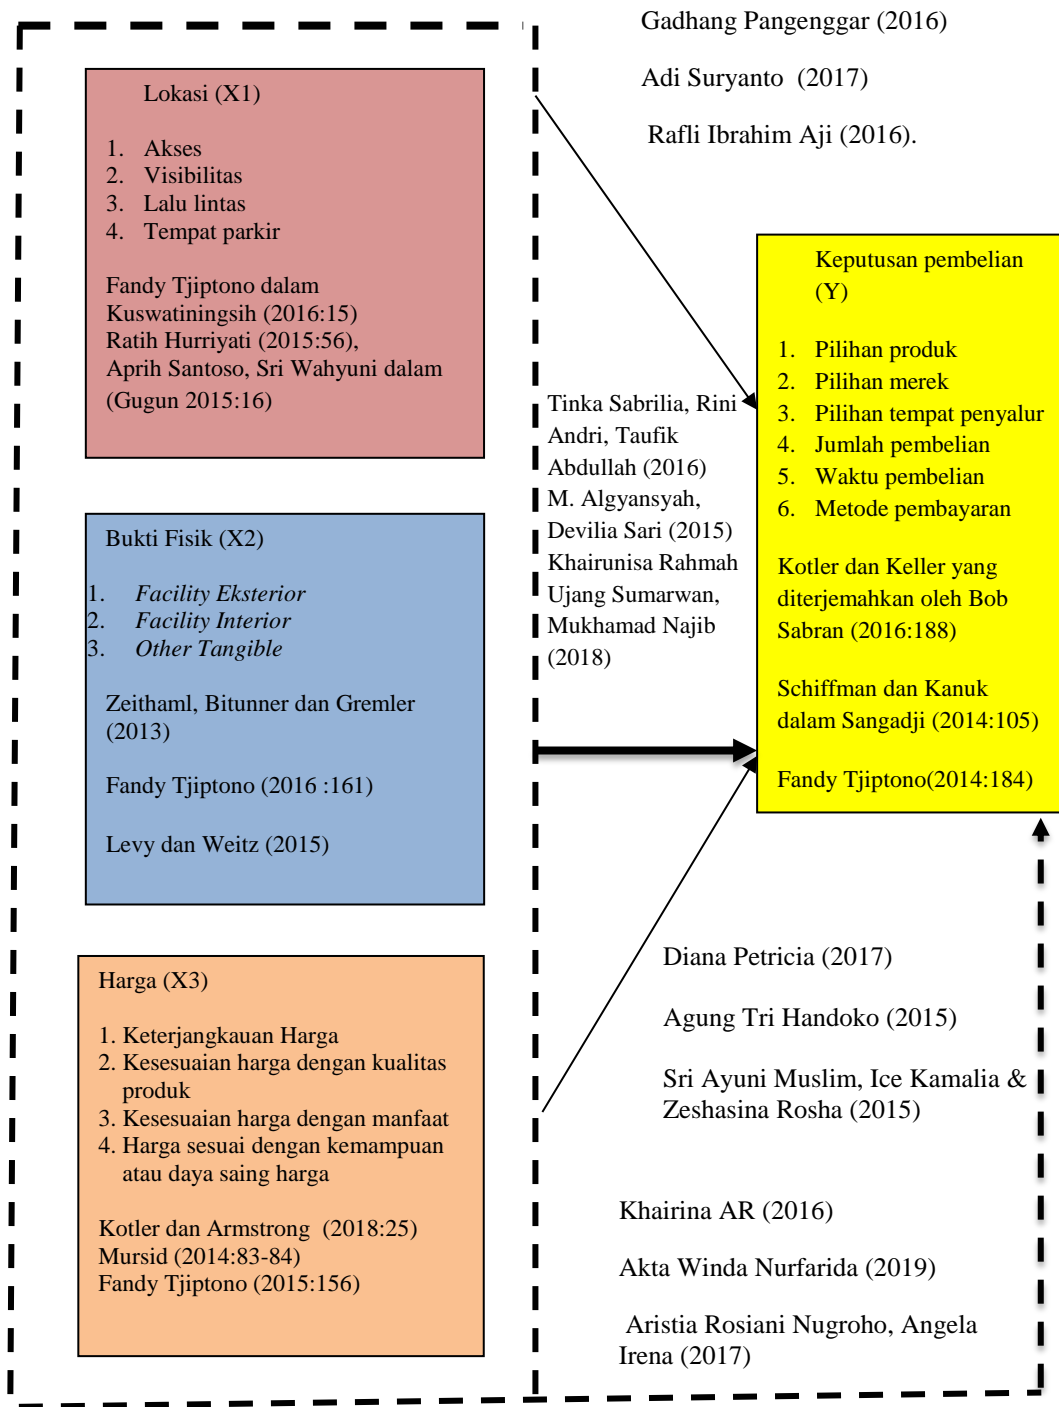 Gadhang Pangenggar (2016)
Adi Suryanto (2017)
Rafli Ibrahim Aji (2016).
Lokasi (X1)
1. Akses
2. Visibilitas
3. Lalu lintas
4. Tempat parkir
Fandy Tjiptono dalam
Kuswatiningsih (2016:15)
Ratih Hurriyati (2015:56),
Aprih Santoso, Sri Wahyuni dalam
(Gugun 2015:16)
Bukti Fisik (X2)
1. Facility Eksterior
2. Facility Interior
3. Other Tangible
Zeithaml, Bitunner dan Gremler
(2013)
Fandy Tjiptono (2016 :161)
Levy dan Weitz (2015)
Harga (X3)
1. Keterjangkauan Harga
2. Kesesuaian harga dengan kualitas
produk
3. Kesesuaian harga dengan manfaat
4. Harga sesuai dengan kemampuan
atau daya saing harga
Kotler dan Armstrong (2018:25)
Mursid (2014:83-84)
Fandy Tjiptono (2015:156)
Tinka Sabrilia, Rini
Andri, Taufik
Abdullah (2016)
M. Algyansyah,
Devilia Sari (2015)
Khairunisa Rahmah
Ujang Sumarwan,
Mukhamad Najib
(2018)
Keputusan pembelian
(Y)
1. Pilihan produk
2. Pilihan merek
3. Pilihan tempat penyalur
4. Jumlah pembelian
5. Waktu pembelian
6. Metode pembayaran
Kotler dan Keller yang
diterjemahkan oleh Bob
Sabran (2016:188)
Schiffman dan Kanuk
dalam Sangadji (2014:105)
Fandy Tjiptono(2014:184)
Diana Petricia (2017)
Agung Tri Handoko (2015)
Sri Ayuni Muslim, Ice Kamalia &
Zeshasina Rosha (2015)
Khairina AR (2016)
Akta Winda Nurfarida (2019)
Aristia Rosiani Nugroho, Angela
Irena (2017)